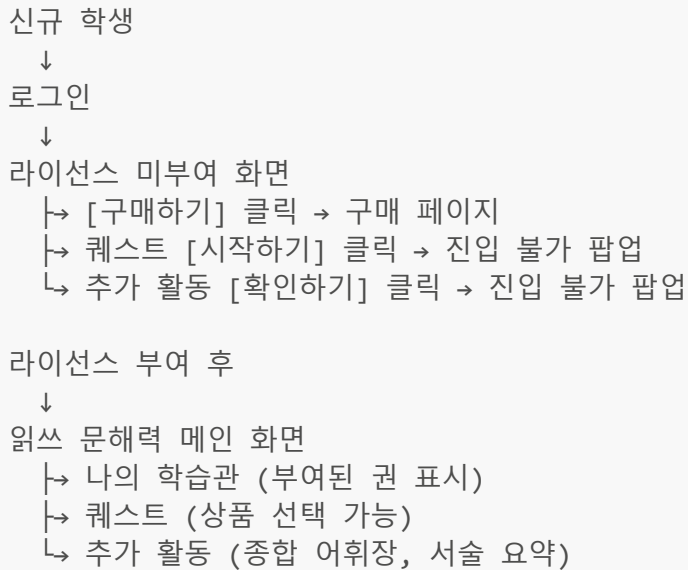 신규 학생
↓
로그인
↓
라이선스 미부여 화면
├→ [구매하기] 클릭 → 구매 페이지
├→ 퀘스트 [시작하기] 클릭 → 진입 불가 팝업
└→ 추가 활동 [확인하기] 클릭 → 진입 불가 팝업
라이선스 부여 후
↓
읽쓰 문해력 메인 화면
├→ 나의 학습관 (부여된 권 표시)
├→ 퀘스트 (상품 선택 가능)
└→ 추가 활동 (종합 어휘장, 서술 요약)